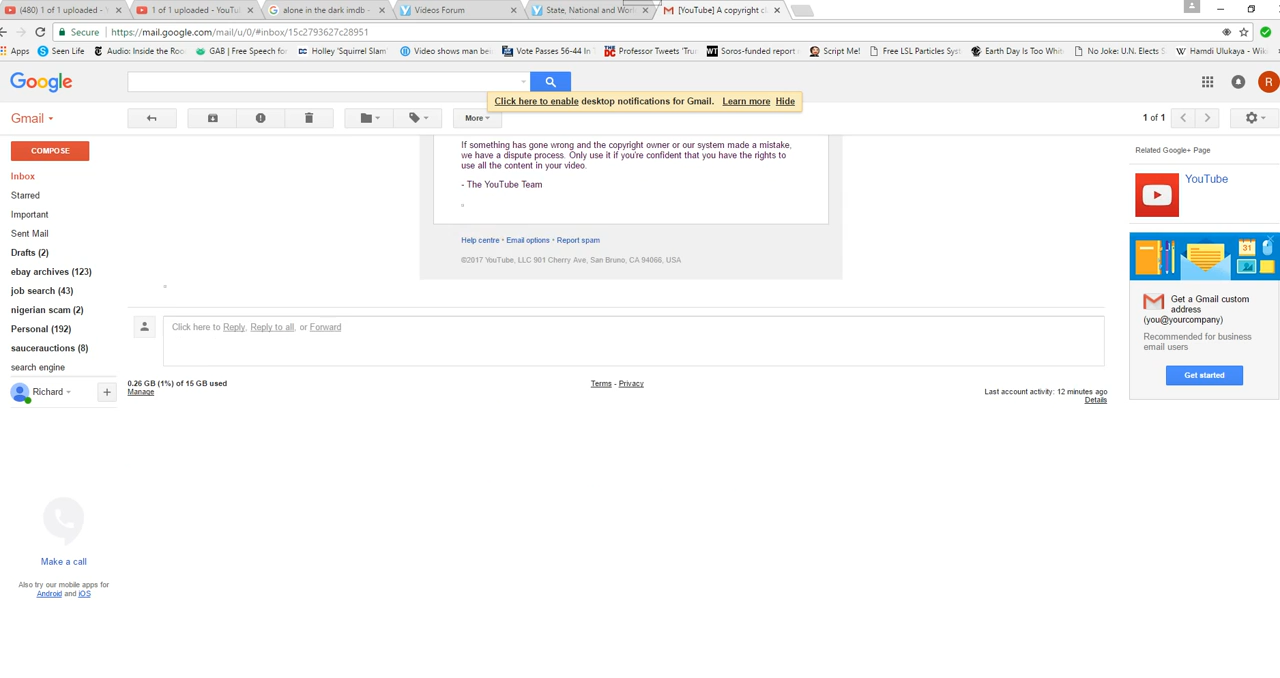 (480) 1 of 1 uploaded -
1 of 1 uploaded - YouTu
alone in the dark imdb -
Videos Forum
State, National and Worl
[YouTube] A copyright cl
Secure
https://mail.google.com/mail/u/0/#inbox/15c2793627c28951
Apps
Seen Life
Audio: Inside the Roo
GAB | Free Speech for
Holley 'Squirrel Slam'
Video shows man bei
Vote Passes 56-44 In
Professor Tweets 'Tru
Soros-funded report
Script Me!
Free LSL Particles Syst
Earth Day Is Too Whit
No Joke: U.N. Elects S
Hamdi Ulukaya - Wik
Google
R
Click here to enable desktop notifications for Gmail. Learn more Hide
Gmail
More
1 of 1
COMPOSE
Inbox
Starred
Important
Sent Mail
Drafts (2)
ebay archives (123)
job search (43)
nigerian scam (2)
Personal (192)
saucerauctions (8)
search engine
Richard
If something has gone wrong and the copyright owner or our system made a mistake,
we have a dispute process. Only use it if you're confident that you have the rights to
use all the content in your video.
- The YouTube Team
Help centre • Email options • Report spam
©2017 YouTube, LLC 901 Cherry Ave, San Bruno, CA 94066, USA
Click here to Reply, Reply to all, or Forward
0.26 GB (1%) of 15 GB used
Manage
Terms - Privacy
Last account activity: 12 minutes ago
Details
Related Google+ Page
YouTube
31
Get a Gmail custom
address
(you@yourcompany)
Recommended for business
email users
Get started
Make a call
Also try our mobile apps for
Android and iOS